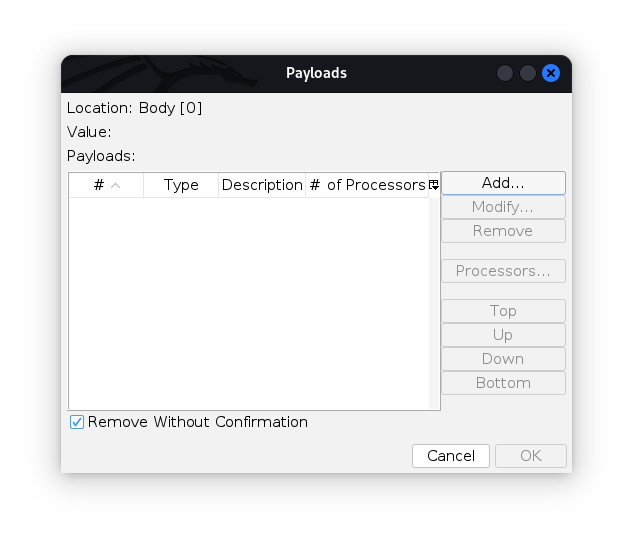 Payloads
Location: Body [0]
Value:
Payloads:
# Type Description # of Processors
Add...
Modify...
Remove
Processors...
Top
Up
Down
Bottom
Remove Without Confirmation
Cancel OK